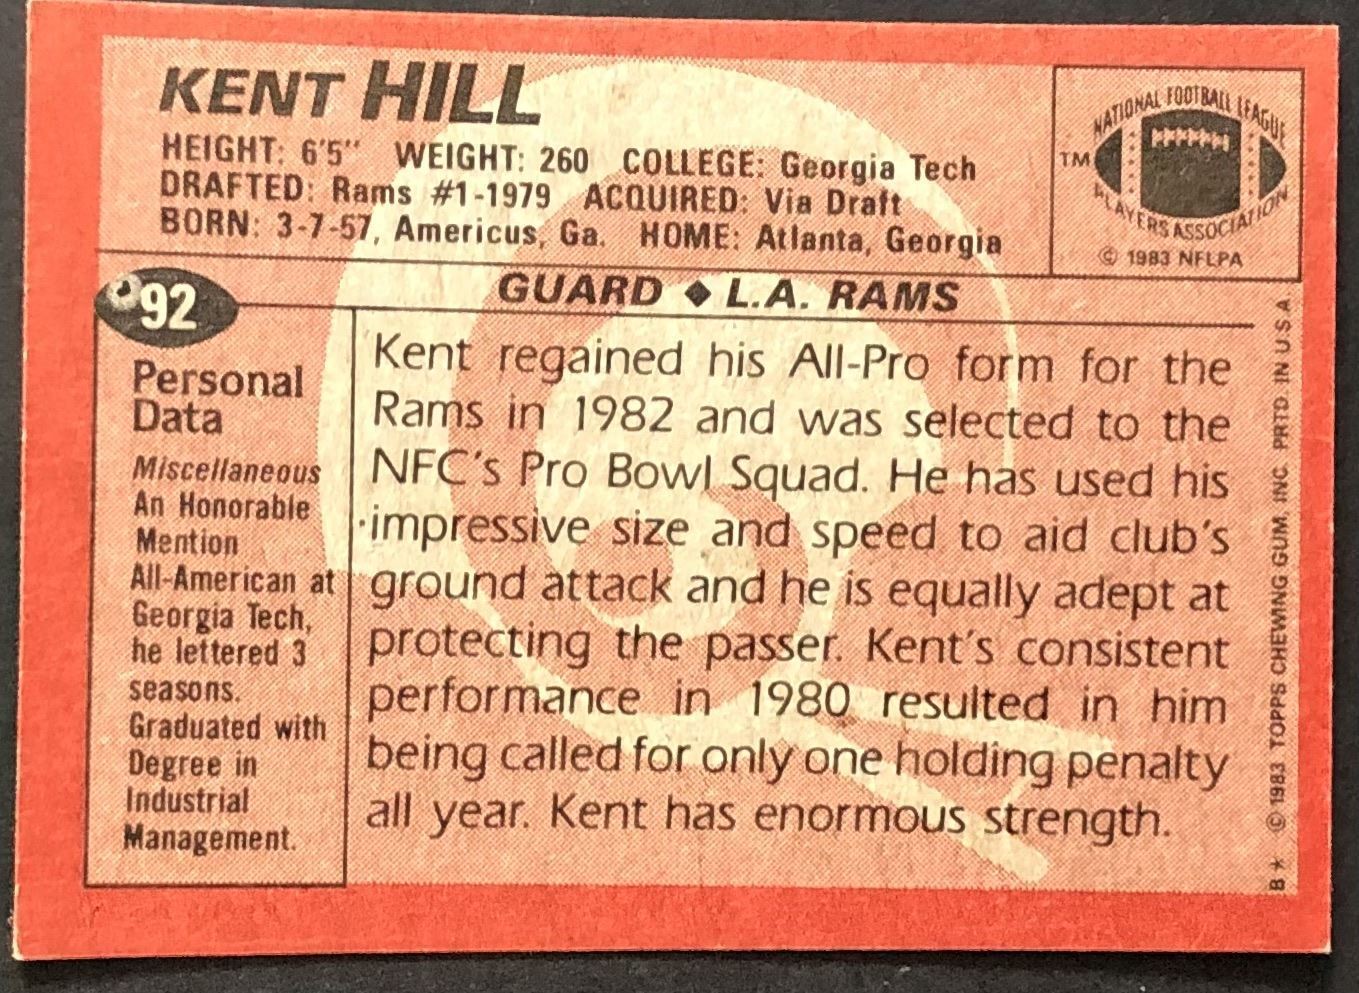 KENT HILL
HEIGHT: 6'5" WEIGHT: 260 COLLEGE: Georgia Tech
DRAFTED: Rams #1-1979 ACQUIRED: Via Draft
BORN: 3-7-57, Americus, Ga. HOME: Atlanta, Georgia
NATIONAL FOOTBALL LEAGUE
TM
PLAYERS ASSOCIATION
© 1983 NFLPA
92
GUARD ◆ L.A. RAMS
Personal
Data
Miscellaneous
An Honorable
Mention
All-American at
Georgia Tech,
he lettered 3
seasons.
Graduated with
Degree in
Industrial
Management.
Kent regained his All-Pro form for the
Rams in 1982 and was selected to the
NFC's Pro Bowl Squad. He has used his
impressive size and speed to aid club's
ground attack and he is equally adept at
protecting the passer. Kent's consistent
performance in 1980 resulted in him
being called for only one holding penalty
all year. Kent has enormous strength.
B* © 1983 TOPPS CHEWING GUM, INC. PRTD. IN U.S.A